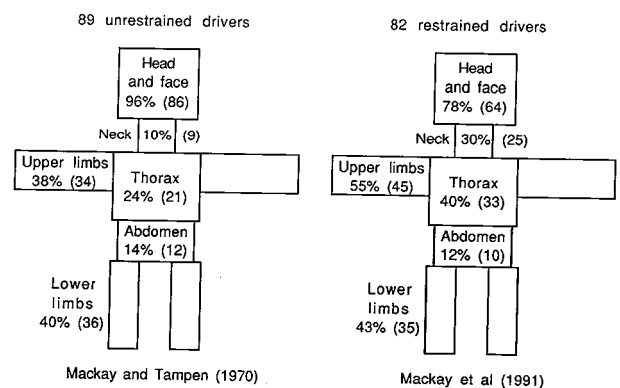 89 unrestrained drivers
Head
and face
96% (86)
Neck 10% (9)
Upper limbs
38% (34)
Thorax
24% (21)
Abdomen
14% (12)
Lower
limbs
40% (36)
Mackay and Tampen (1970)
82 restrained drivers
Head
and face
78% (64)
Neck 30% (25)
Upper limbs
55% (45)
Thorax
40% (33)
Abdomen
12% (10)
Lower
limbs
43% (35)
Mackay et al (1991)